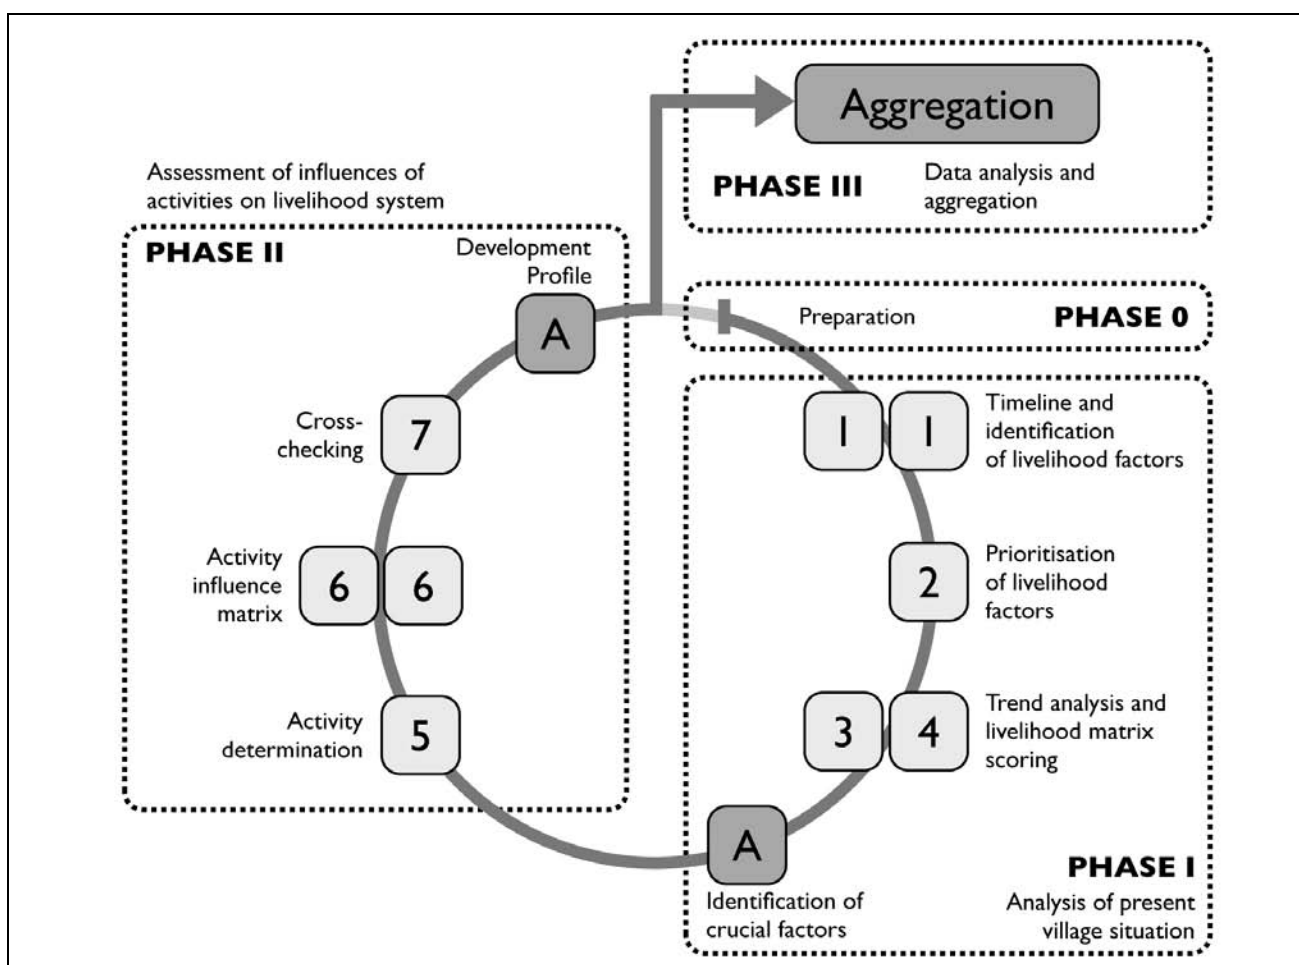 Aggregation
PHASE III
Data analysis and
aggregation
Assessment of influences of
activities on livelihood system
PHASE II
Development
Profile
A
Preparation
PHASE 0
Cross-
checking
7
1
1
Timeline and
identification
of livelihood factors
Activity
influence
matrix
6
6
2
Prioritisation
of livelihood
factors
Activity
determination
5
3
4
Trend analysis and
livelihood matrix
scoring
A
Identification of
crucial factors
PHASE I
Analysis of present
village situation